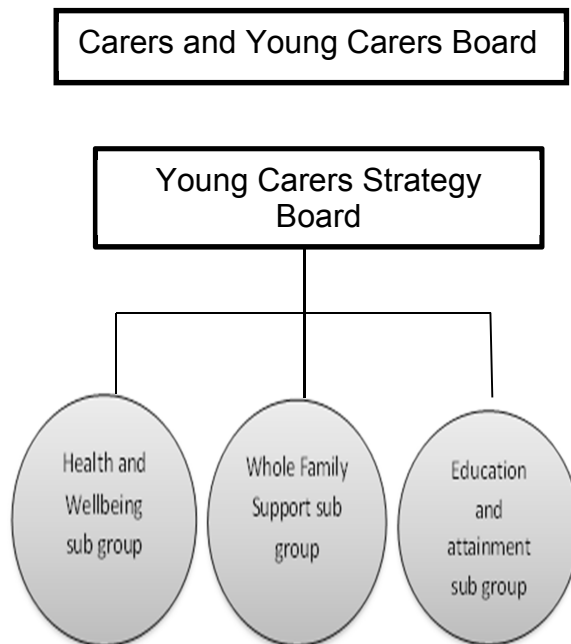 Carers and Young Carers Board
Young Carers Strategy
Board
Health and
Wellbeing
sub group
Whole Family
Support sub
group
Education
and
attainment
sub group